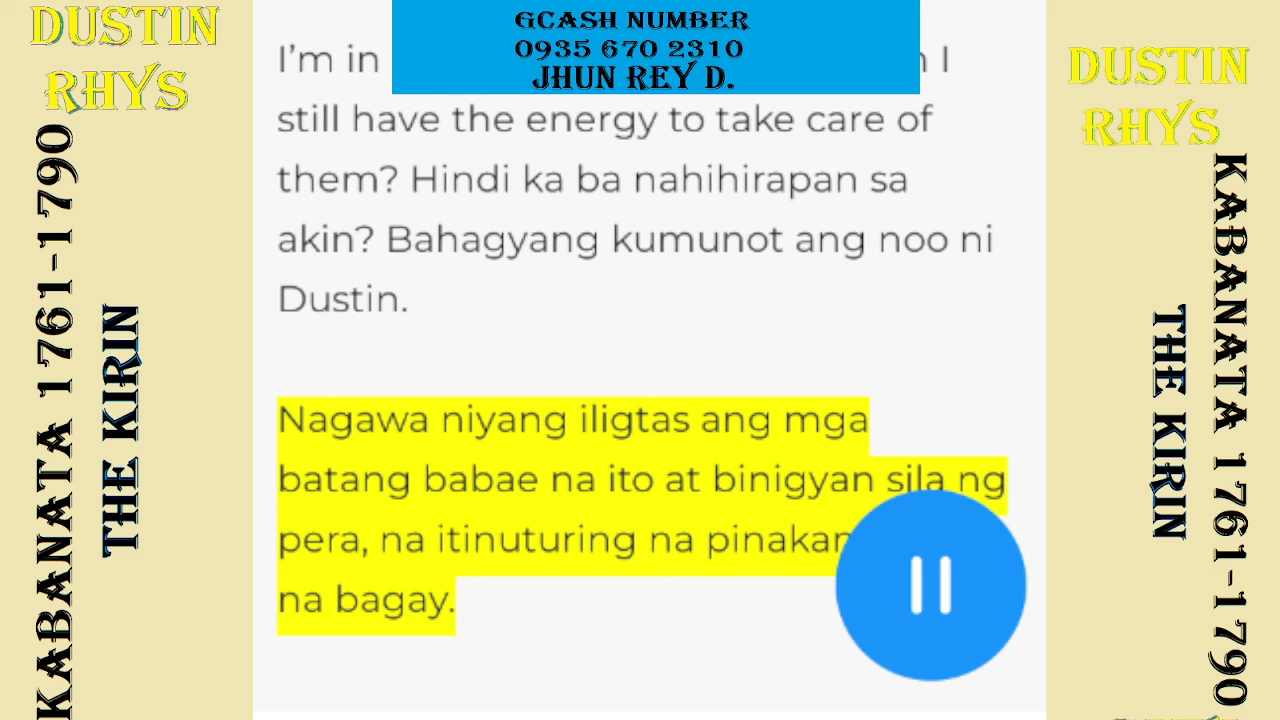 DUSTIN
RHYS
KABANATA 1761-1790
THE KIRIN
GCASH NUMBER
0935 670 2310
JHUN REY D.
I'm in
I
still have the energy to take care of
them? Hindi ka ba nahihirapan sa
akin? Bahagyang kumunot ang noo ni
Dustin.
Nagawa niyang iligtas ang mga
batang babae na ito at binigyan sila ng
pera, na itinuturing na
na bagay.
DUSTIN
RHYS
KABANATA 1761-1790
THE KIRIN